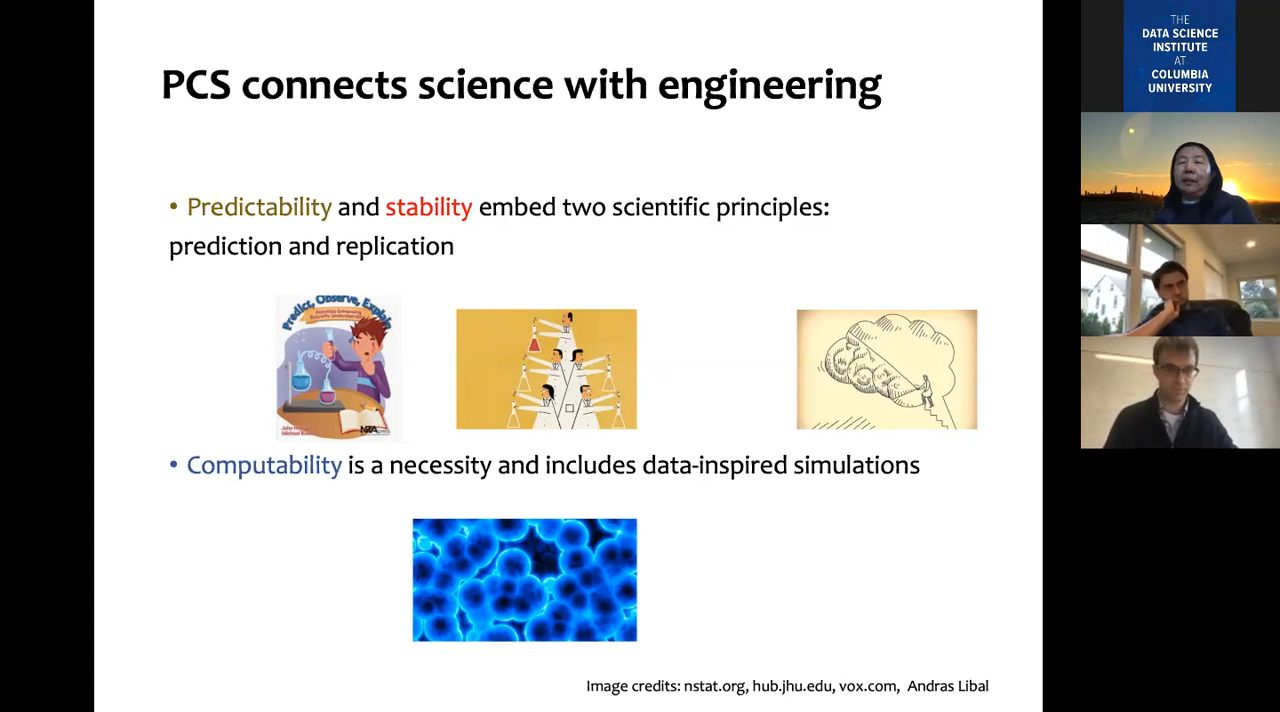 PCS connects science with engineering
• Predictability and stability embed two scientific principles:
prediction and replication
Predict, Observe, Explain
NSTA
• Computability is a necessity and includes data-inspired simulations
Image credits: nstat.org, hub.jhu.edu, vox.com, Andras Libal
THE
DATA SCIENCE
INSTITUTE
AT
COLUMBIA
UNIVERSITY